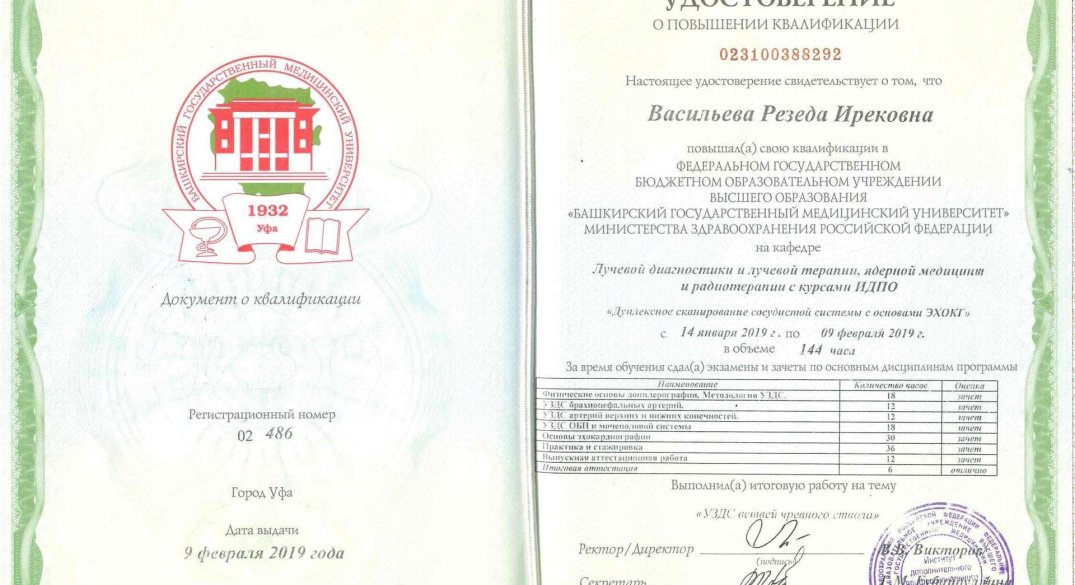 БАШКИРСКИЙ ГОСУДАРСТВЕННЫЙ МЕДИЦИНСКИЙ УНИВЕРСИТЕТ
1932
Уфа
Документ о квалификации
Регистрационный номер
02 486
Город Уфа
Дата выдачи
9 февраля 2019 года
УДОСТОВЕРЕНИЕ
О ПОВЫШЕНИИ КВАЛИФИКАЦИИ
023100388292
Настоящее удостоверение свидетельствует о том, что
Васильева Резеда Ирековна
повышал(а) свою квалификации в
ФЕДЕРАЛЬНОМ ГОСУДАРСТВЕННОМ
БЮДЖЕТНОМ ОБРАЗОВАТЕЛЬНОМ УЧРЕЖДЕНИИ
ВЫСШЕГО ОБРАЗОВАНИЯ
«БАШКИРСКИЙ ГОСУДАРСТВЕННЫЙ МЕДИЦИНСКИЙ УНИВЕРСИТЕТ»
МИНИСТЕРСТВА ЗДРАВООХРАНЕНИЯ РОССИЙСКОЙ ФЕДЕРАЦИИ
на кафедре
Лучевой диагностики и лучевой терапии, ядерной медицины
и радиотерапии с курсами ИДПО
«Дуплексное сканирование сосудистой системы с основами ЭХОКГ»
с 14 января 2019 г. по 09 февраля 2019 г.
в объеме 144 часа
За время обучения сдал(а) экзамены и зачеты по основным дисциплинам программы
Наименование Количество часов Оценка
Физические основы допплерографии. Методология УЗДС. 18 зачет
УЗДС брахиоцефальных артерий. 12 зачет
УЗДС артерий верхних и нижних конечностей. 12 зачет
УЗДС ОБП и мочеполовой системы 18 зачет
Основы эхокардиографии 30 зачет
Практика и стажировка 36 зачет
Выпускная аттестационная работа 12 зачет
Итоговая аттестация 6 отлично
Выполнил(а) итоговую работу на тему
«УЗДС ветвей чревного ствола»
Ректор/Директор В.В. Викторов
(подпись)
Секретарь